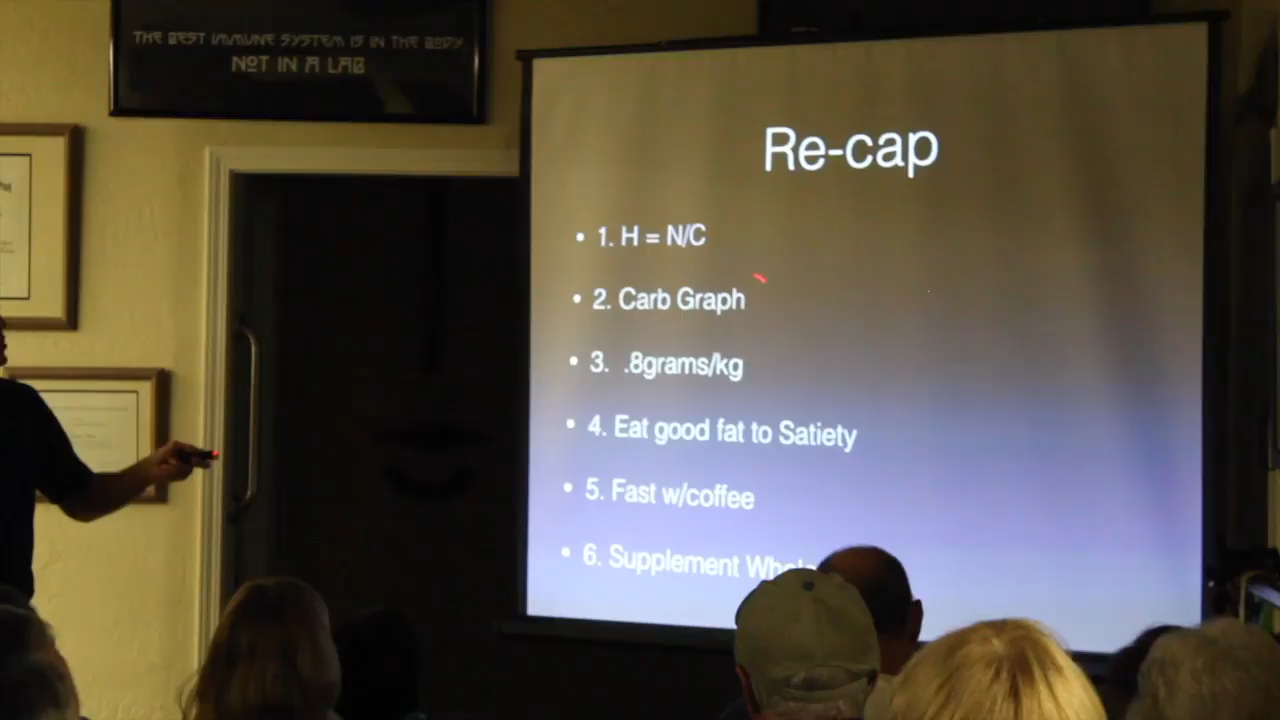 THE BEST IMMUNE SYSTEM IS IN THE BODY,
NOT IN A LAB
Re-cap
• 1. H = N/C
• 2. Carb Graph
• 3. .8grams/kg
• 4. Eat good fat to Satiety
• 5. Fast w/coffee
• 6. Supplement